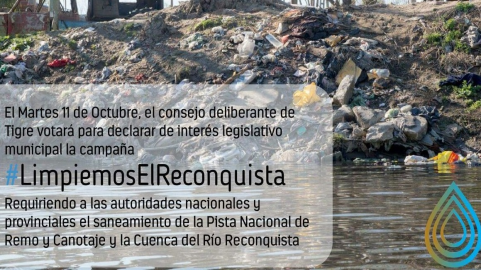 El Martes 11 de Octubre, el consejo deliberante de
Tigre votará para declarar de interés legislativo
municipal la campaña
#LimpiemosElReconquista
Requiriendo a las autoridades nacionales y
provinciales el saneamiento de la Pista Nacional de
Remo y Canotaje y la Cuenca del Río Reconquista